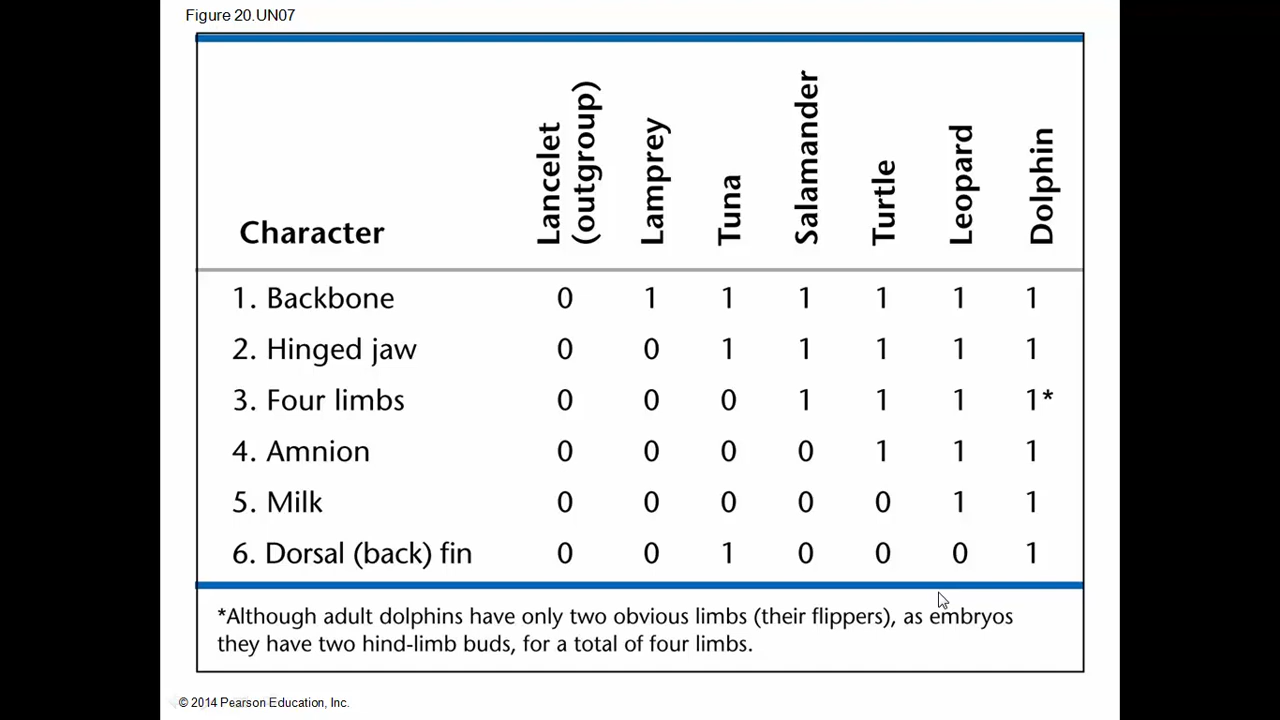 Figure 20.UN07
Character Lancelet (outgroup) Lamprey Tuna Salamander Turtle Leopard Dolphin
1. Backbone 0 1 1 1 1 1 1
2. Hinged jaw 0 0 1 1 1 1 1
3. Four limbs 0 0 0 1 1 1 1*
4. Amnion 0 0 0 0 1 1 1
5. Milk 0 0 0 0 0 1 1
6. Dorsal (back) fin 0 0 1 0 0 0 1
*Although adult dolphins have only two obvious limbs (their flippers), as embryos
they have two hind-limb buds, for a total of four limbs.
© 2014 Pearson Education, Inc.